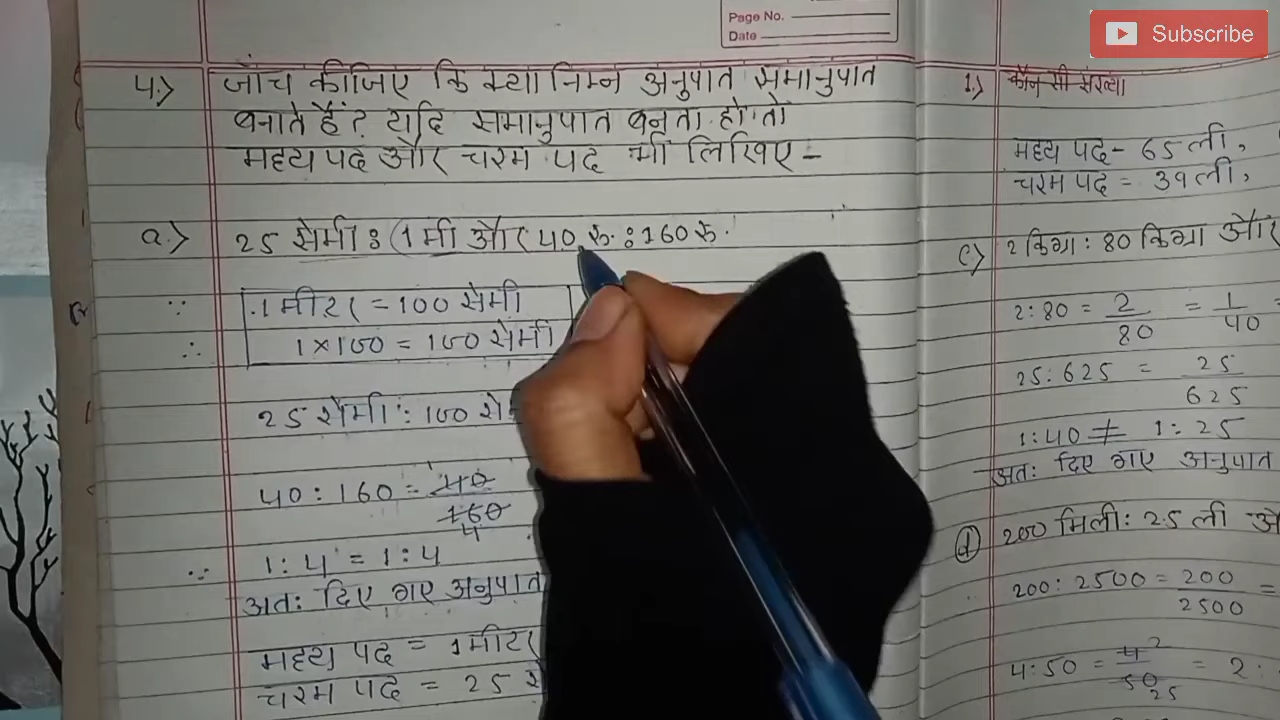 Page No.
Date
Subscribe
4.) जाँच कीजिए कि क्या निम्न अनुपात समानुपात
बनाते हैं? यदि समानुपात बनता हो तो
मध्य पद और चरम पद भी लिखिए -
a.) 25 सेमी : 1 मी और 40 रु. : 160 रु.
∵ 1 मीटर = 100 सेमी
∴ 1×100 = 100 सेमी
25 सेमी : 100 से
40 : 160 = 40/160
4
∴ 1 : 4 = 1 : 4
अतः दिए गए अनुपात
मध्य पद = 1 मीटर
चरम पद = 25 से
1.) कौन सी संख्या
मध्य पद - 65 ली,
चरम पद = 39 ली,
c) 2 किग्रा : 80 किग्रा और
2 : 80 = 2/80 = 1/40 =
25 : 625 = 25/625
1 : 40 ≠ 1 : 25
अतः दिए गए अनुपात
d 200 मिली : 2.5 ली
200 : 2500 = 200/2500 =
4 : 50 = 4/50 = 2 :
2
25